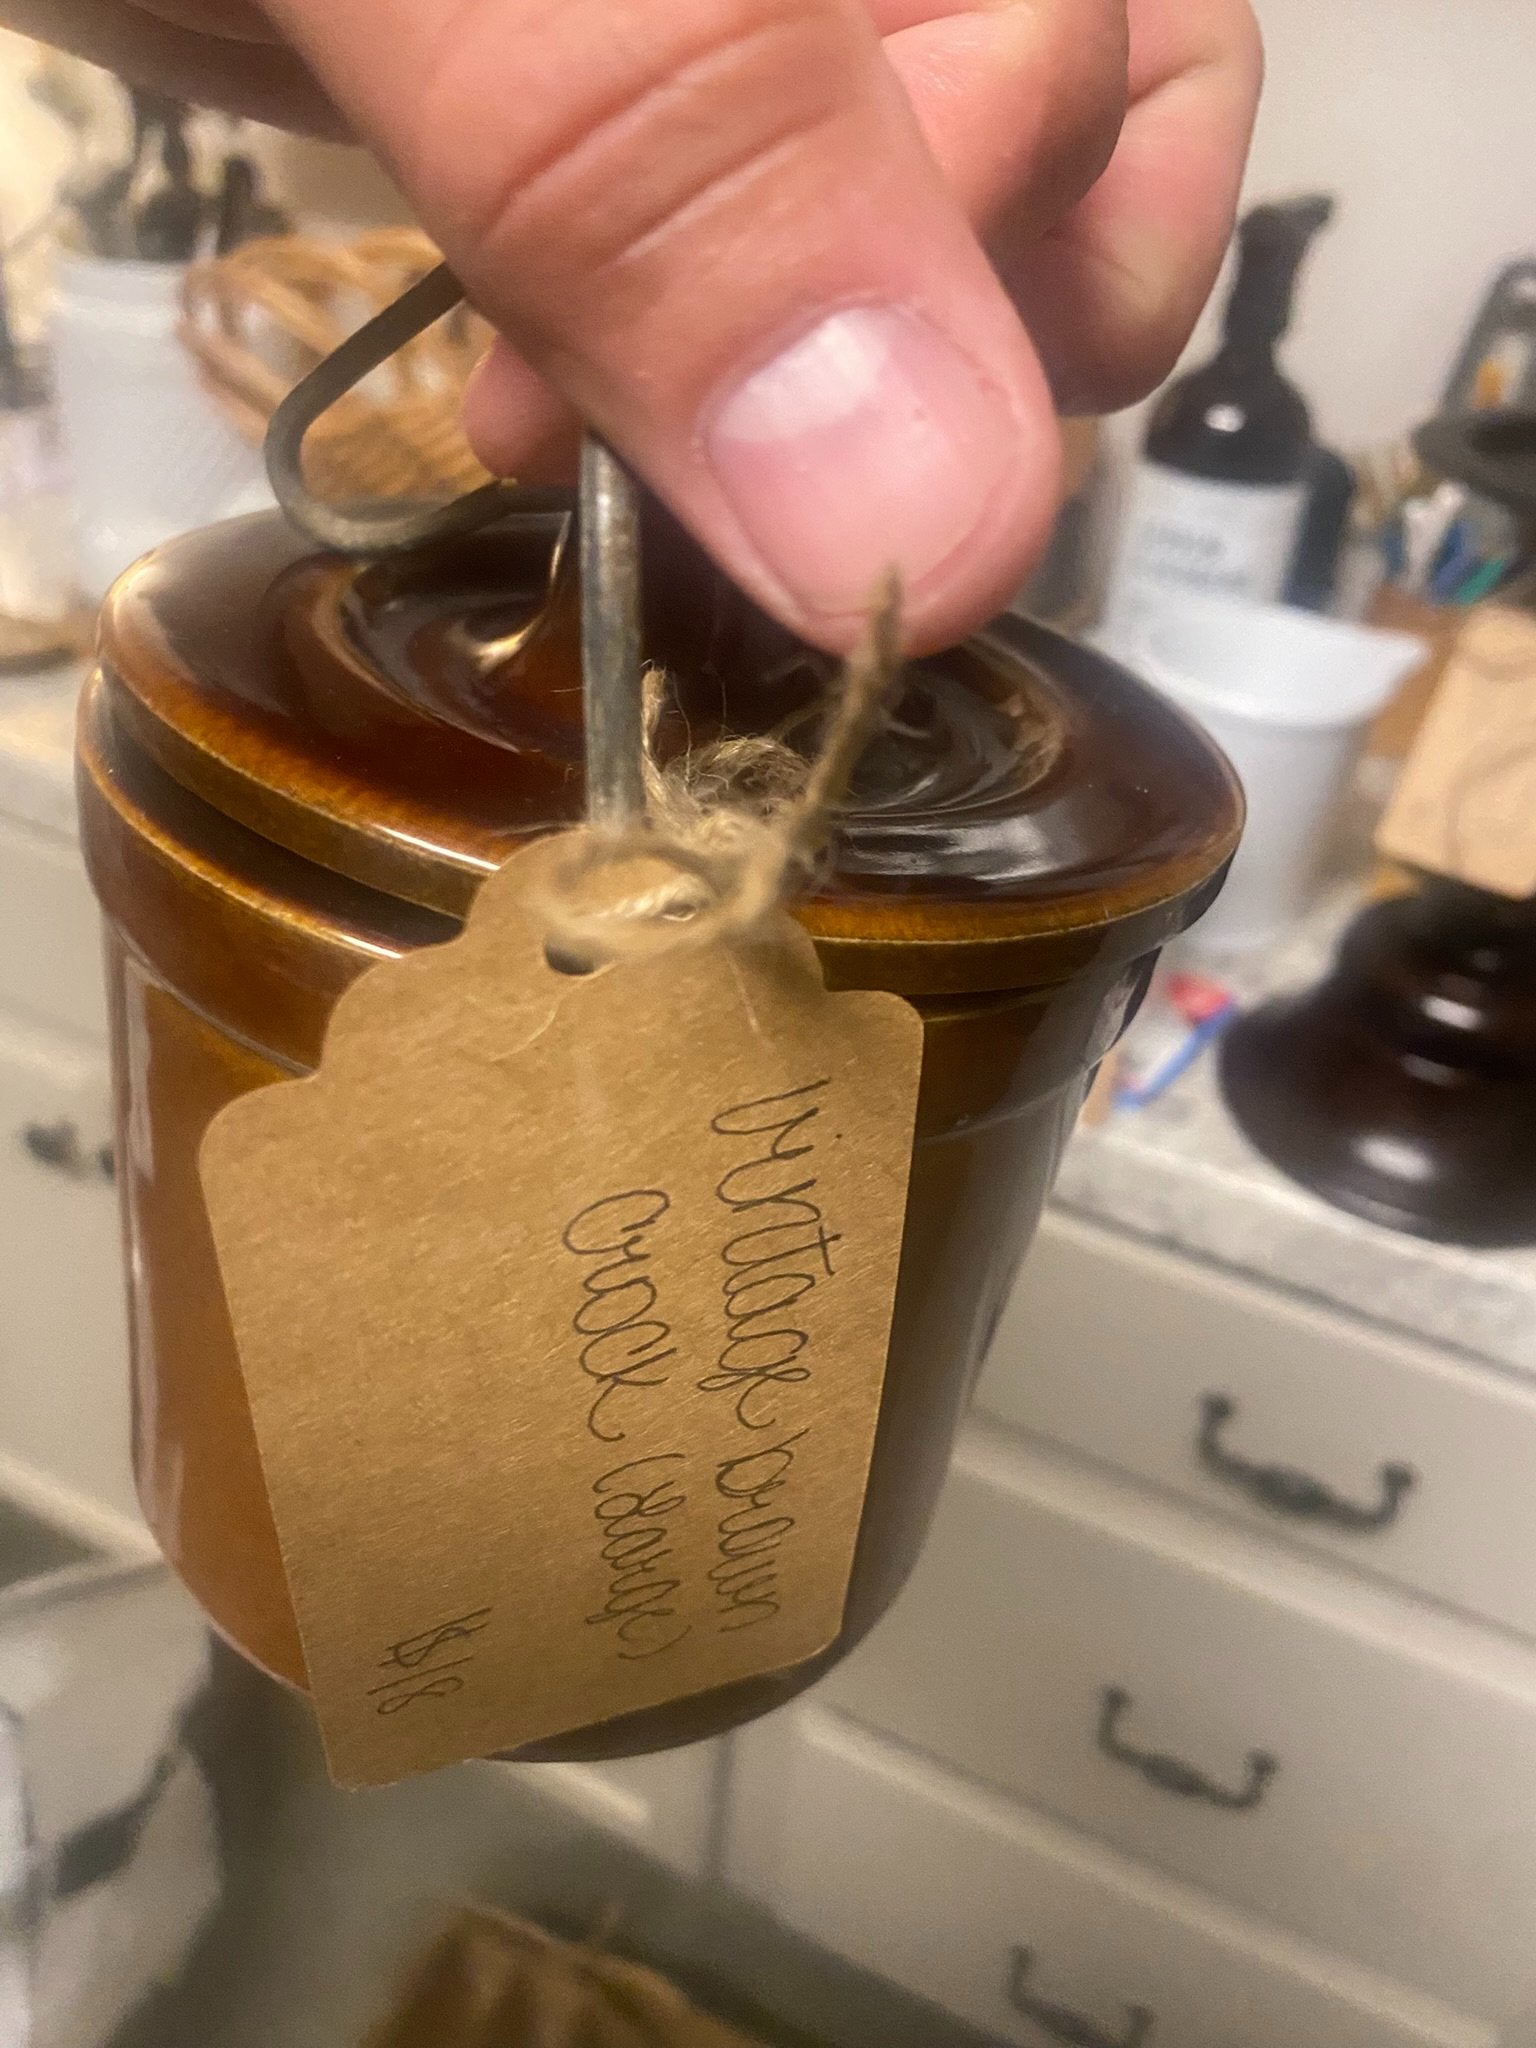 Vintage brown
Crock (Large)
$18